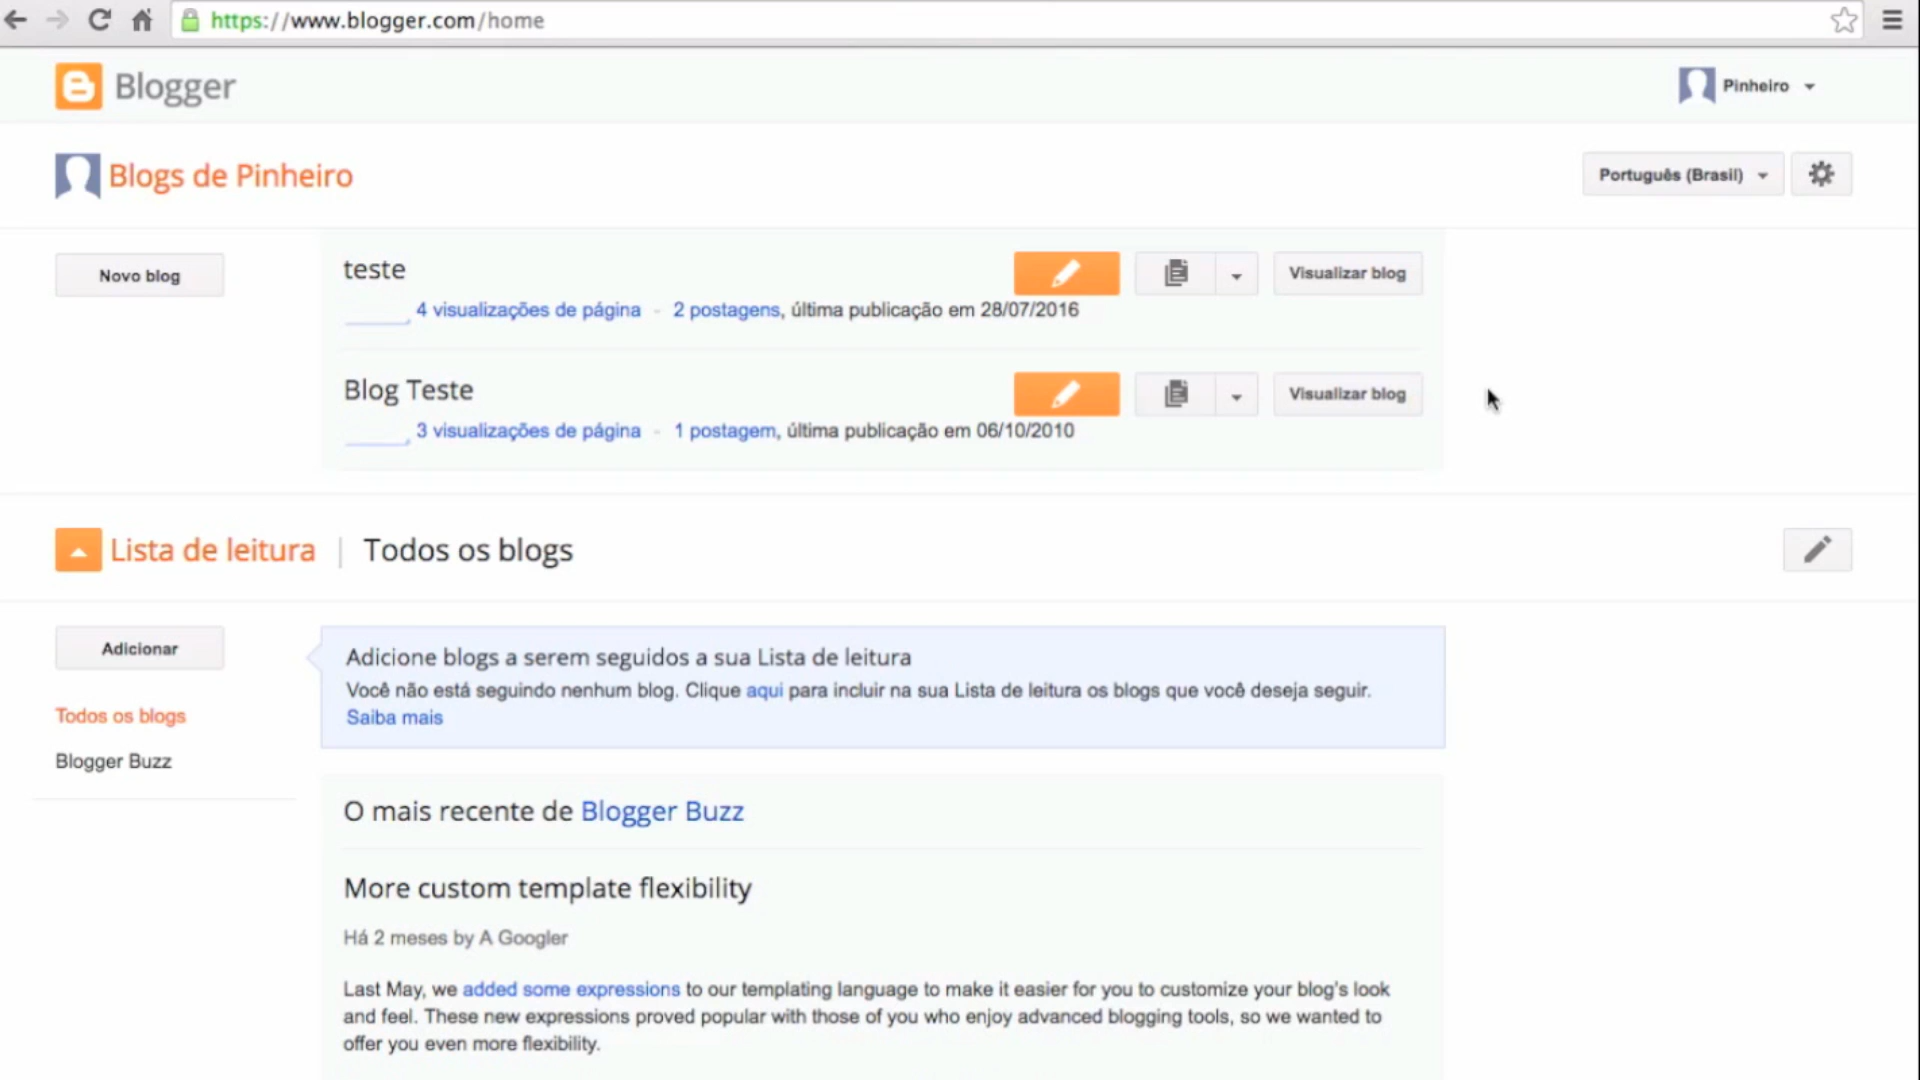 https://www.blogger.com/home
Blogger
Pinheiro
Blogs de Pinheiro
Português (Brasil)
Novo blog
teste
Visualizar blog
4 visualizações de página - 2 postagens, última publicação em 28/07/2016
Blog Teste
Visualizar blog
3 visualizações de página - 1 postagem, última publicação em 06/10/2010
Lista de leitura | Todos os blogs
Adicionar
Todos os blogs
Blogger Buzz
Adicione blogs a serem seguidos a sua Lista de leitura
Você não está seguindo nenhum blog. Clique aqui para incluir na sua Lista de leitura os blogs que você deseja seguir.
Saiba mais
O mais recente de Blogger Buzz
More custom template flexibility
Há 2 meses by A Googler
Last May, we added some expressions to our templating language to make it easier for you to customize your blog's look
and feel. These new expressions proved popular with those of you who enjoy advanced blogging tools, so we wanted to
offer you even more flexibility.